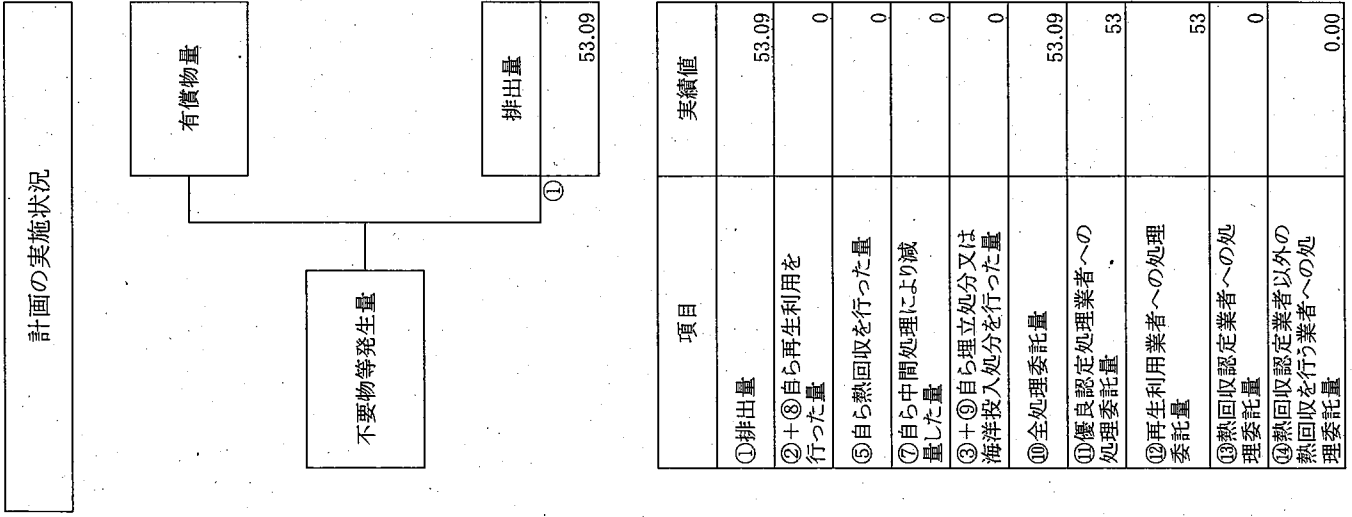 計画の実施状況
有償物量
不要物等発生量
排出量
①
53.09
項目
実績値
①排出量
53.09
②+⑧自ら再生利用を
行った量
0
⑤自ら熱回収を行った量
0
⑦自ら中間処理により減
量した量
0
③+⑨自ら埋立処分又は
海洋投入処分を行った量
0
⑩全処理委託量
53.09
⑪優良認定処理業者への
処理委託量
53
⑫再生利用業者への処理
委託量
53
⑬熱回収認定業者への処
理委託量
0
⑭熱回収認定業者以外の
熱回収を行う業者への処
理委託量
0.00